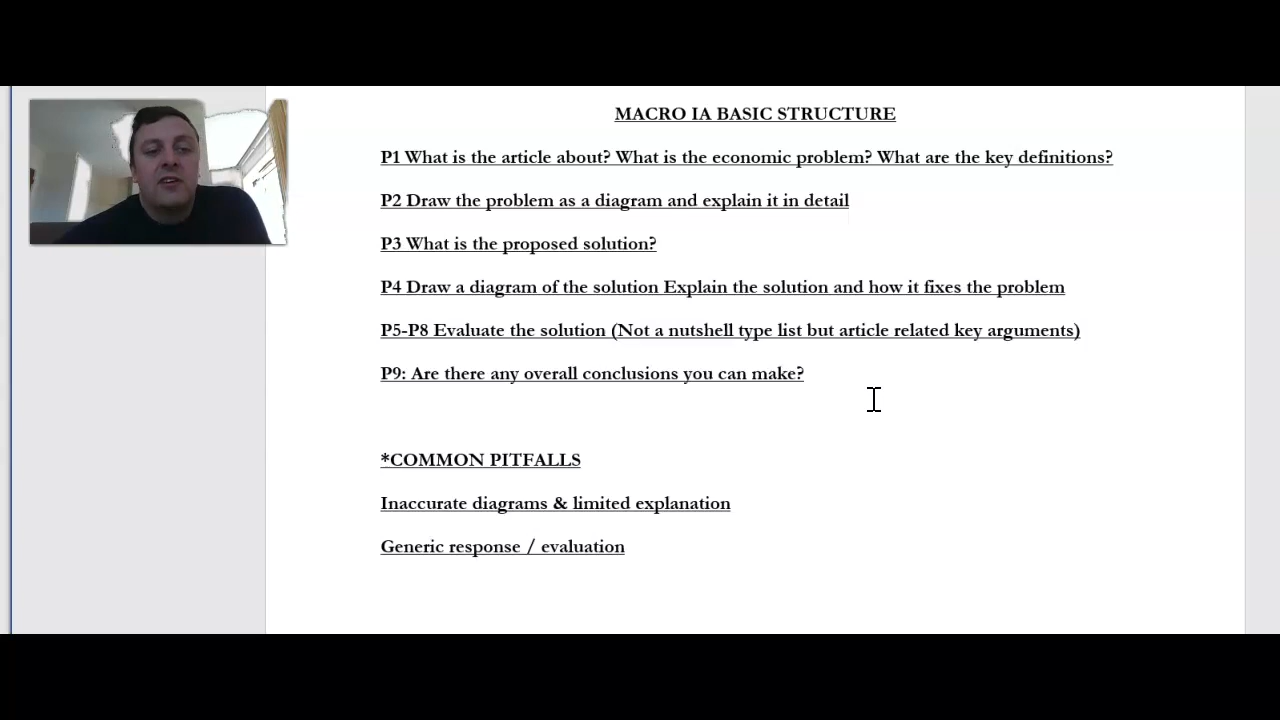 MACRO IA BASIC STRUCTURE
P1 What is the article about? What is the economic problem? What are the key definitions?
P2 Draw the problem as a diagram and explain it in detail
P3 What is the proposed solution?
P4 Draw a diagram of the solution Explain the solution and how it fixes the problem
P5-P8 Evaluate the solution (Not a nutshell type list but article related key arguments)
P9: Are there any overall conclusions you can make?
*COMMON PITFALLS
Inaccurate diagrams & limited explanation
Generic response / evaluation